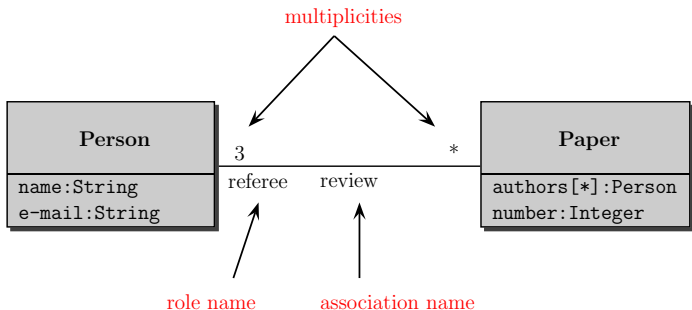 multiplicities
Person
Paper
3
*
referee
review
name:String
e-mail:String
authors[*]:Person
number:Integer
role name
association name